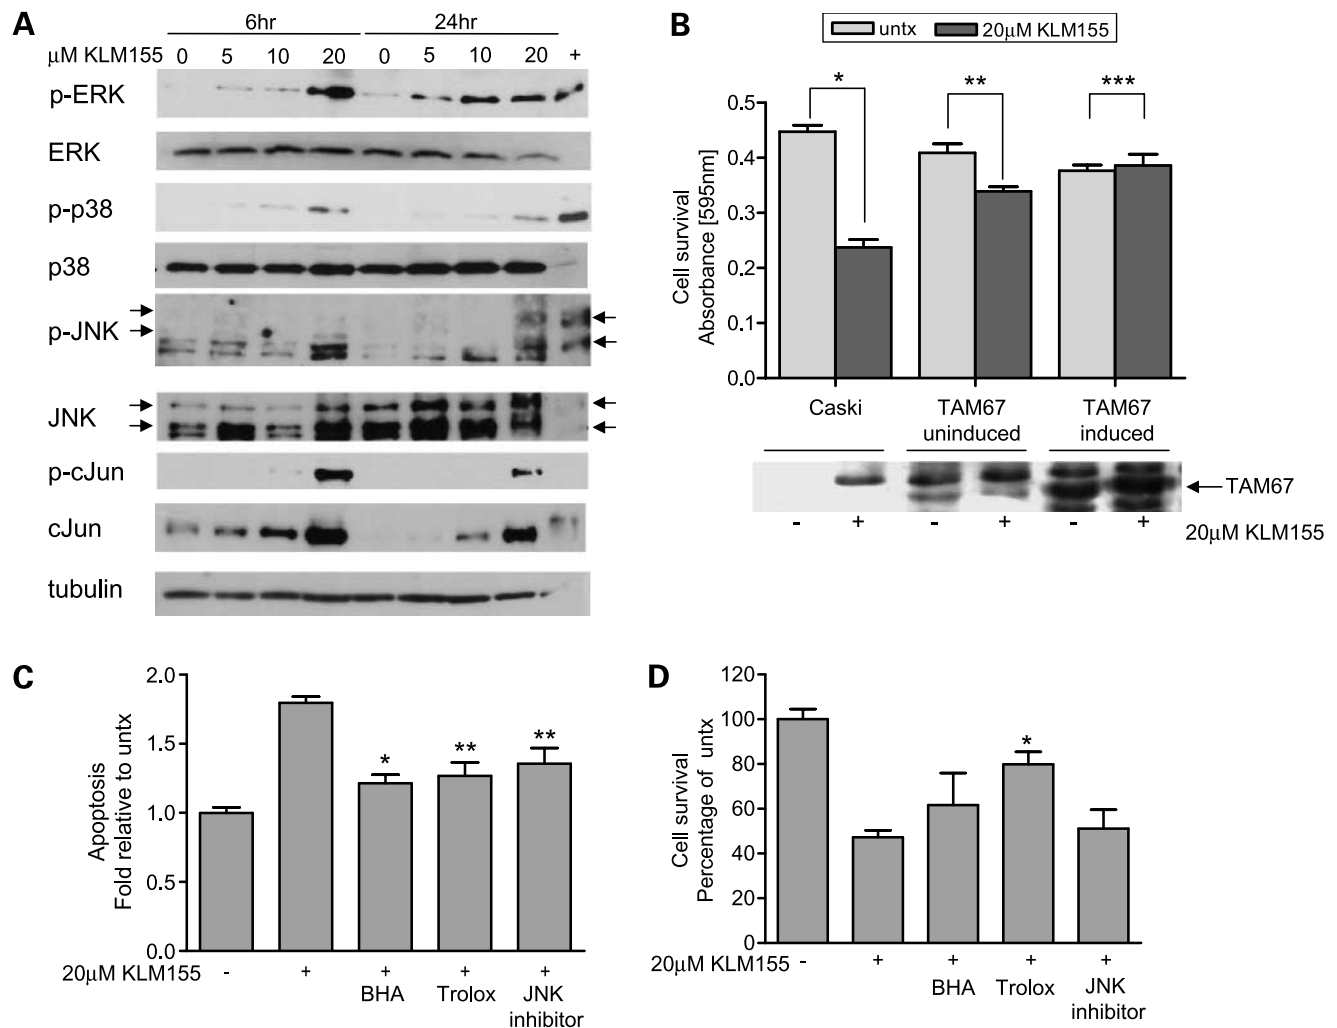 A
6hr 24hr
μM KLM155 0 5 10 20 0 5 10 20 +
p-ERK
ERK
p-p38
p38
p-JNK
JNK
p-cJun
cJun
tubulin
B
untx 20μM KLM155
* ** ***
Cell survival
Absorbance [595nm]
0.5
0.4
0.3
0.2
0.1
0.0
Caski TAM67 uninduced TAM67 induced
TAM67
- + - + - +
20μM KLM155
C
Apoptosis
Fold relative to untx
2.0
1.5
1.0
0.5
0.0
* ** **
20μM KLM155 - + + + +
BHA Trolox JNK inhibitor
D
Cell survival
Percentage of untx
120
100
80
60
40
20
0
*
20μM KLM155 - + + + +
BHA Trolox JNK inhibitor